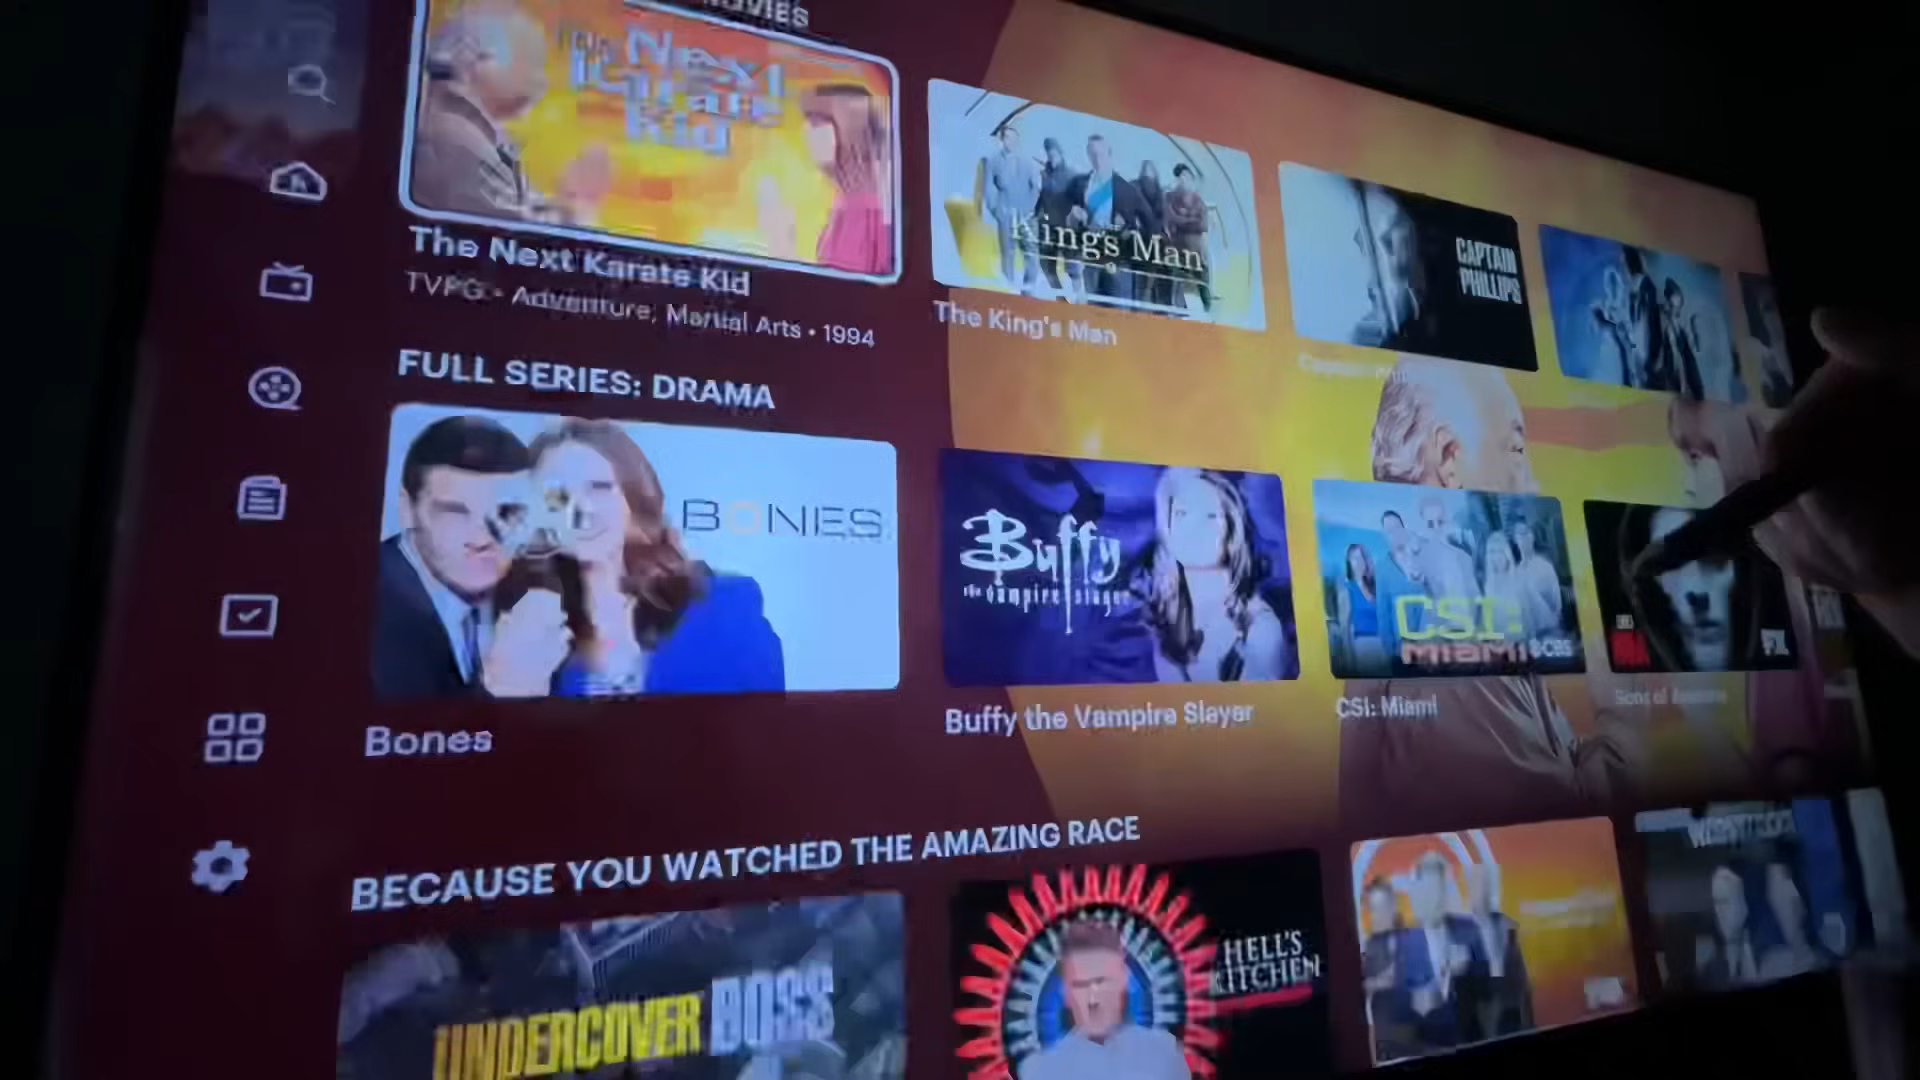 The Next
Karate
Kid
The Next Karate Kid
TVPG • Adventure, Martial Arts • 1994
King's Man
The King's Man
CAPTAIN
PHILLIPS
FULL SERIES: DRAMA
BONES
Bones
Buffy
the vampire slayer
Buffy the Vampire Slayer
CSI:
MIAMI
CBS
CSI: Miami
BECAUSE YOU WATCHED THE AMAZING RACE
UNDERCOVER BOSS
HELL'S
KITCHEN